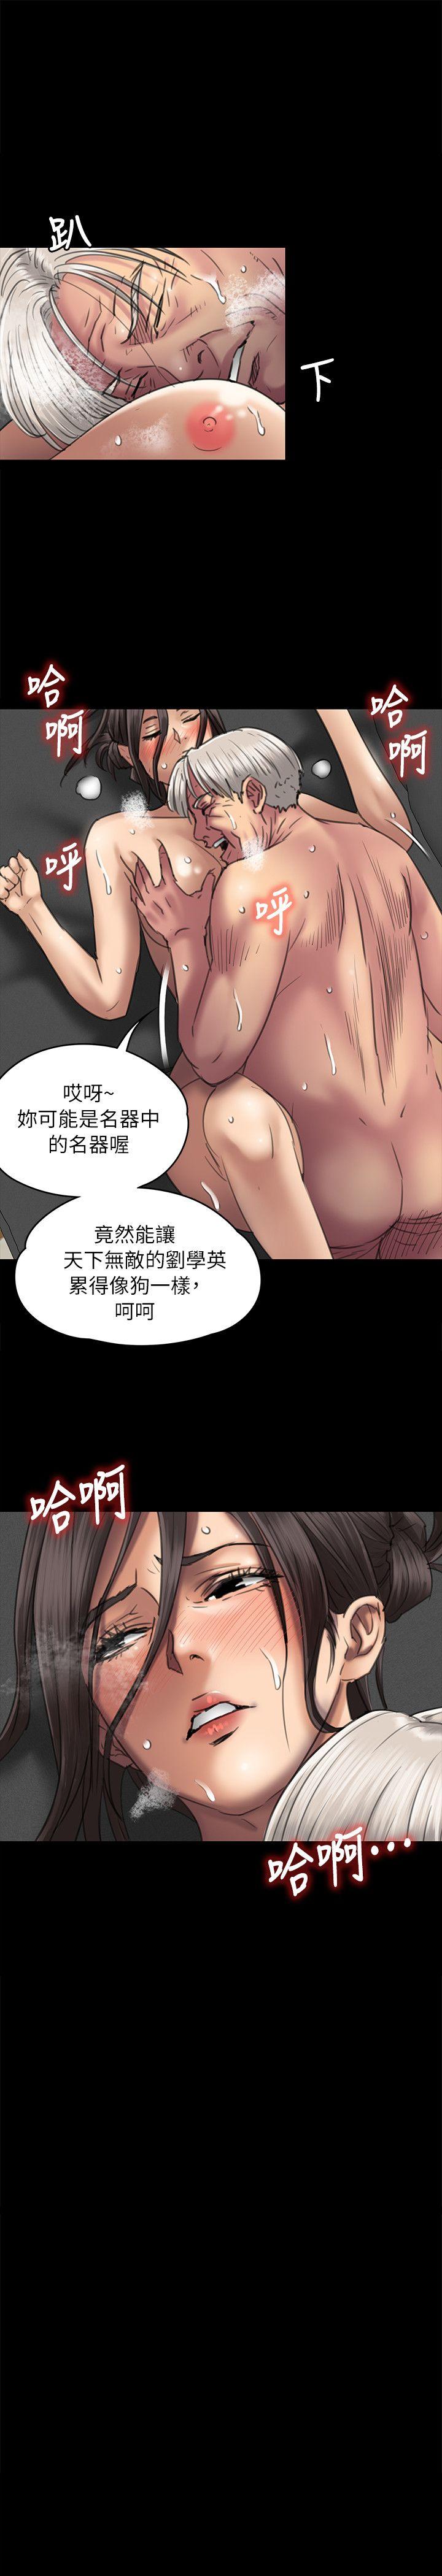 趴
下
哈啊
哈啊
呼
呼
哎呀~
妳可能是名器中
的名器喔
竟然能讓
天下無敵的劉學英
累得像狗一樣，
呵呵
哈啊
哈啊…